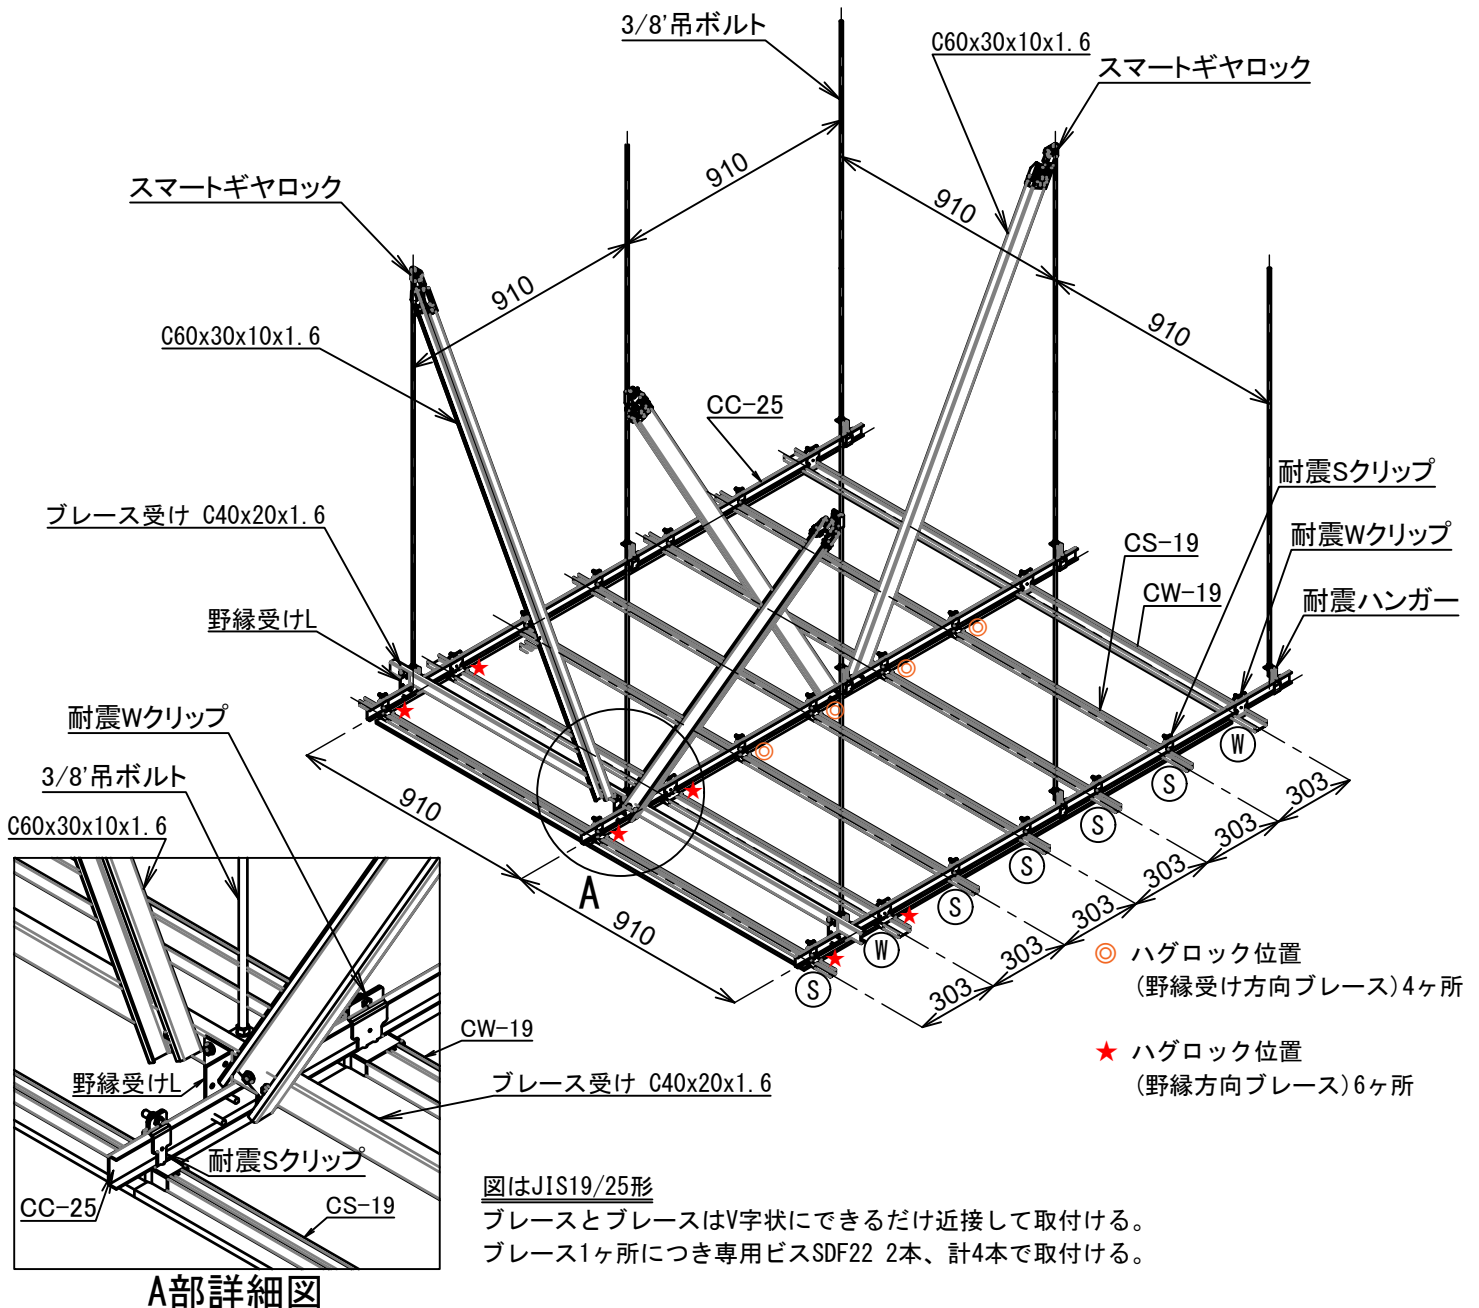 3/8'吊ボルト
C60x30x10x1.6
スマートギヤロック
910
910
スマートギヤロック
910
910
C60x30x10x1.6
CC-25
耐震Sクリップ
ブレース受け C40x20x1.6
耐震Wクリップ
CS-19
CW-19
耐震ハンガー
野縁受けL
耐震Wクリップ
3/8'吊ボルト
C60x30x10x1.6
W
S
S
S
S
W
S
303
303
303
303
303
303
910
910
A
◎ ハグロック位置
(野縁受け方向ブレース)4ヶ所
★ ハグロック位置
(野縁方向ブレース)6ヶ所
CW-19
野縁受けL
ブレース受け C40x20x1.6
耐震Sクリップ
CC-25
CS-19
A部詳細図
図はJIS19/25形
ブレースとブレースはV字状にできるだけ近接して取付ける。
ブレース1ヶ所につき専用ビスSDF22 2本、計4本で取付ける。